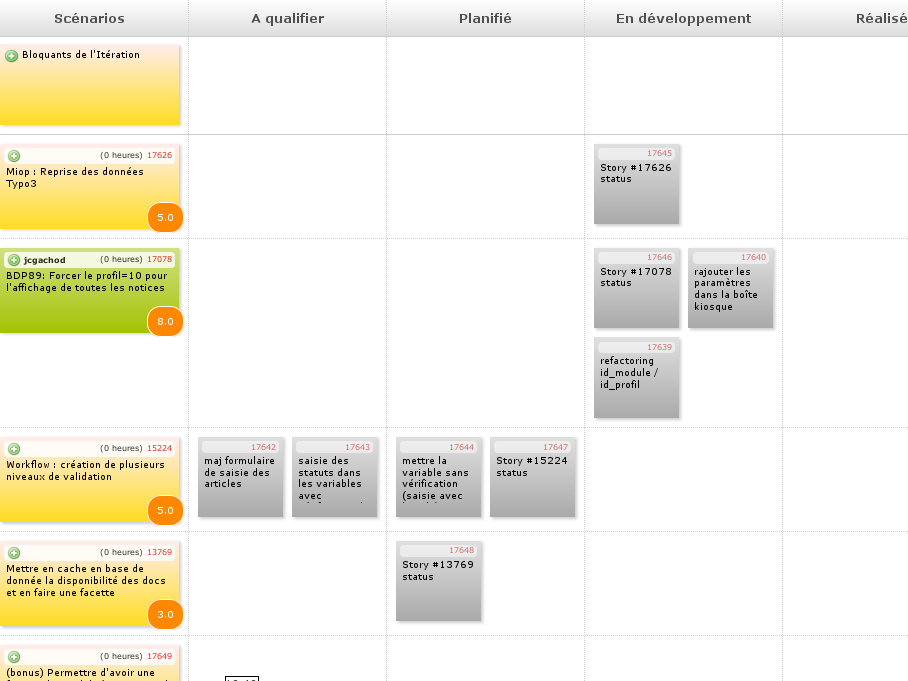 Scénarios
A qualifier
Planifié
En développement
Réalisé
Bloquants de l'Itération
(0 heures) 17626
Miop : Reprise des données
Typo3
5.0
17645
Story #17626
status
jcgachod (0 heures) 17078
BDP89: Forcer le profil=10 pour
l'affichage de toutes les notices
8.0
17646
Story #17078
status
17640
rajouter les
paramètres
dans la boîte
kiosque
17639
refactoring
id_module /
id_profil
(0 heures) 15224
Workflow : création de plusieurs
niveaux de validation
5.0
17642
maj formulaire
de saisie des
articles
17643
saisie des
statuts dans
les variables
avec
17644
mettre la
variable sans
vérification
(saisie avec
17647
Story #15224
status
(0 heures) 13769
Mettre en cache en base de
donnée la disponibilité des docs
et en faire une facette
3.0
17648
Story #13769
status
(0 heures) 17649
(bonus) Permettre d'avoir une